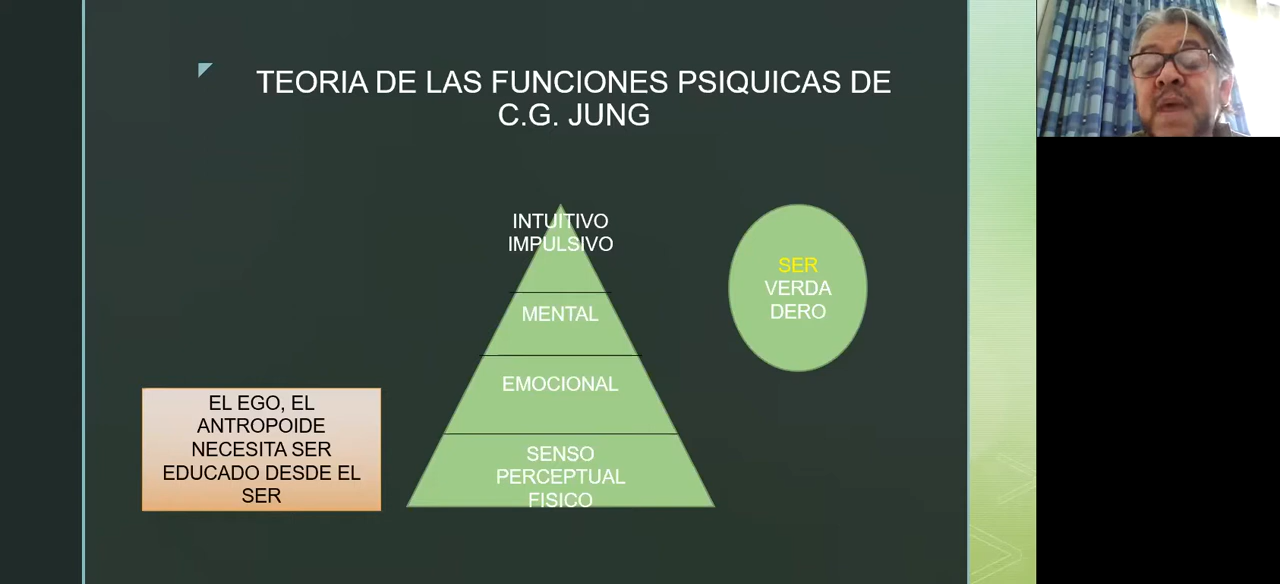 TEORIA DE LAS FUNCIONES PSIQUICAS DE
C.G. JUNG
INTUITIVO
IMPULSIVO
MENTAL
EMOCIONAL
SENSO
PERCEPTUAL
FISICO
SER
VERDA
DERO
EL EGO, EL
ANTROPOIDE
NECESITA SER
EDUCADO DESDE EL
SER